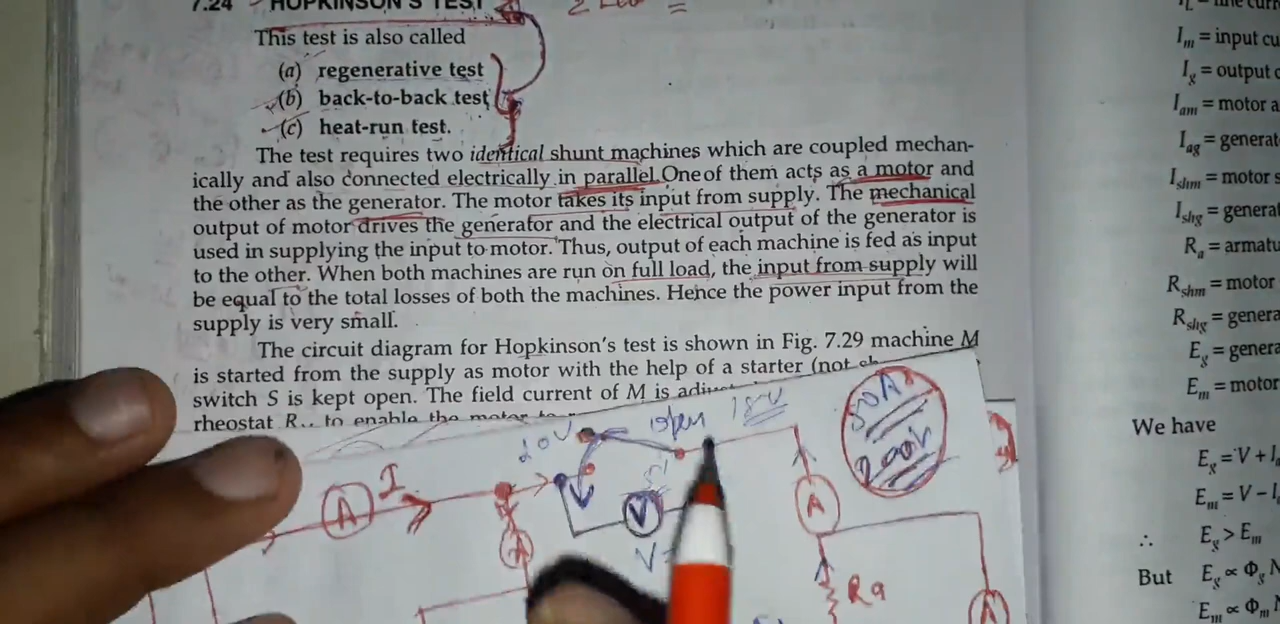 7.24 HOPKINSON'S TEST
This test is also called
(a) regenerative test
(b) back-to-back test
(c) heat-run test.
The test requires two identical shunt machines which are coupled mechan-
ically and also connected electrically in parallel. One of them acts as a motor and
the other as the generator. The motor takes its input from supply. The mechanical
output of motor drives the generator and the electrical output of the generator is
used in supplying the input to motor. Thus, output of each machine is fed as input
to the other. When both machines are run on full load, the input from supply will
be equal to the total losses of both the machines. Hence the power input from the
supply is very small.
The circuit diagram for Hopkinson's test is shown in Fig. 7.29 machine M
is started from the supply as motor with the help of a starter (not
switch S is kept open. The field current of M is
rheostat to enable the motor to
20V
open
18V
50A
A
I
S
V
V
A
A
Ra
A
I_m = input cu
I_g = output
I_am = motor a
I_ag = generat
I_shm = motor s
I_shg = general
R_a = armatu
R_shm = motor
R_shg = genera
E_g = genera
E_m = motor
We have
E_g = V + I
E_m = V - I
∴ E_g > E_m
But E_g ∝ Φ_g N
E_m ∝ Φ_m